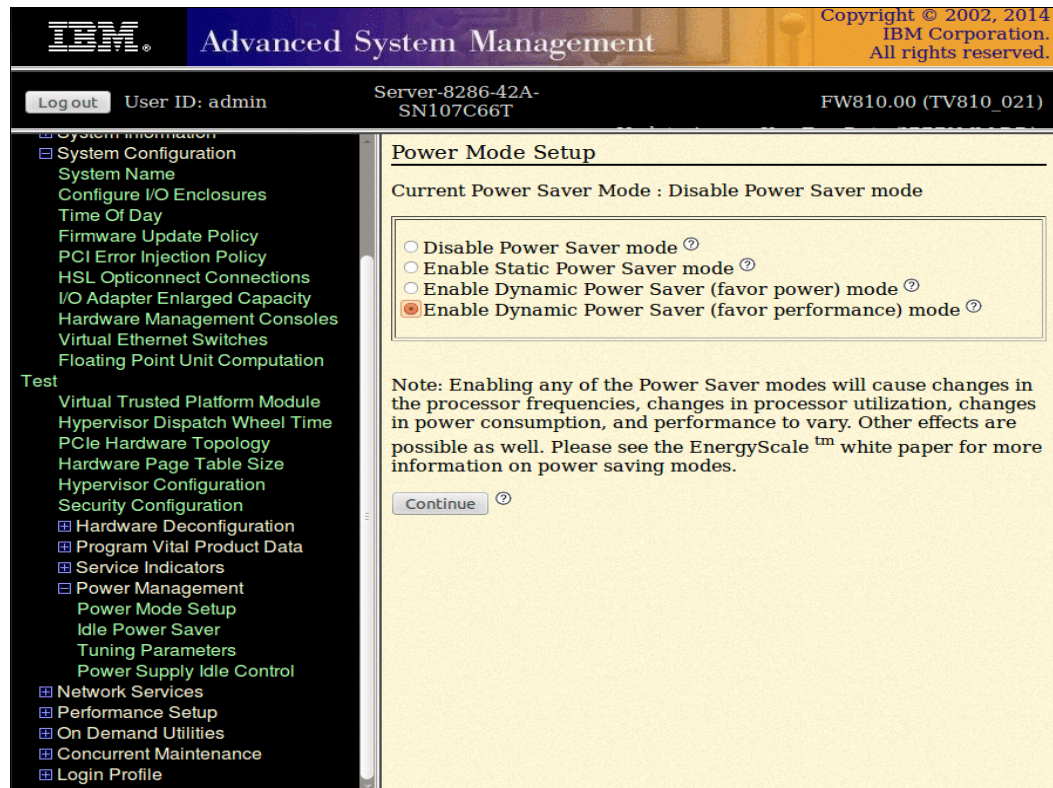 IBM®
Advanced System Management
Copyright © 2002, 2014
IBM Corporation.
All rights reserved.
Log out
User ID: admin
Server-8286-42A-
SN107C66T
FW810.00 (TV810_021)
System Information
System Configuration
System Name
Configure I/O Enclosures
Time Of Day
Firmware Update Policy
PCI Error Injection Policy
HSL Opticonnect Connections
I/O Adapter Enlarged Capacity
Hardware Management Consoles
Virtual Ethernet Switches
Floating Point Unit Computation
Test
Virtual Trusted Platform Module
Hypervisor Dispatch Wheel Time
PCIe Hardware Topology
Hardware Page Table Size
Hypervisor Configuration
Security Configuration
Hardware Deconfiguration
Program Vital Product Data
Service Indicators
Power Management
Power Mode Setup
Idle Power Saver
Tuning Parameters
Power Supply Idle Control
Network Services
Performance Setup
On Demand Utilities
Concurrent Maintenance
Login Profile
Power Mode Setup
Current Power Saver Mode : Disable Power Saver mode
Disable Power Saver mode ?
Enable Static Power Saver mode ?
Enable Dynamic Power Saver (favor power) mode ?
Enable Dynamic Power Saver (favor performance) mode ?
Note: Enabling any of the Power Saver modes will cause changes in
the processor frequencies, changes in processor utilization, changes
in power consumption, and performance to vary. Other effects are
possible as well. Please see the EnergyScale tm white paper for more
information on power saving modes.
Continue ?